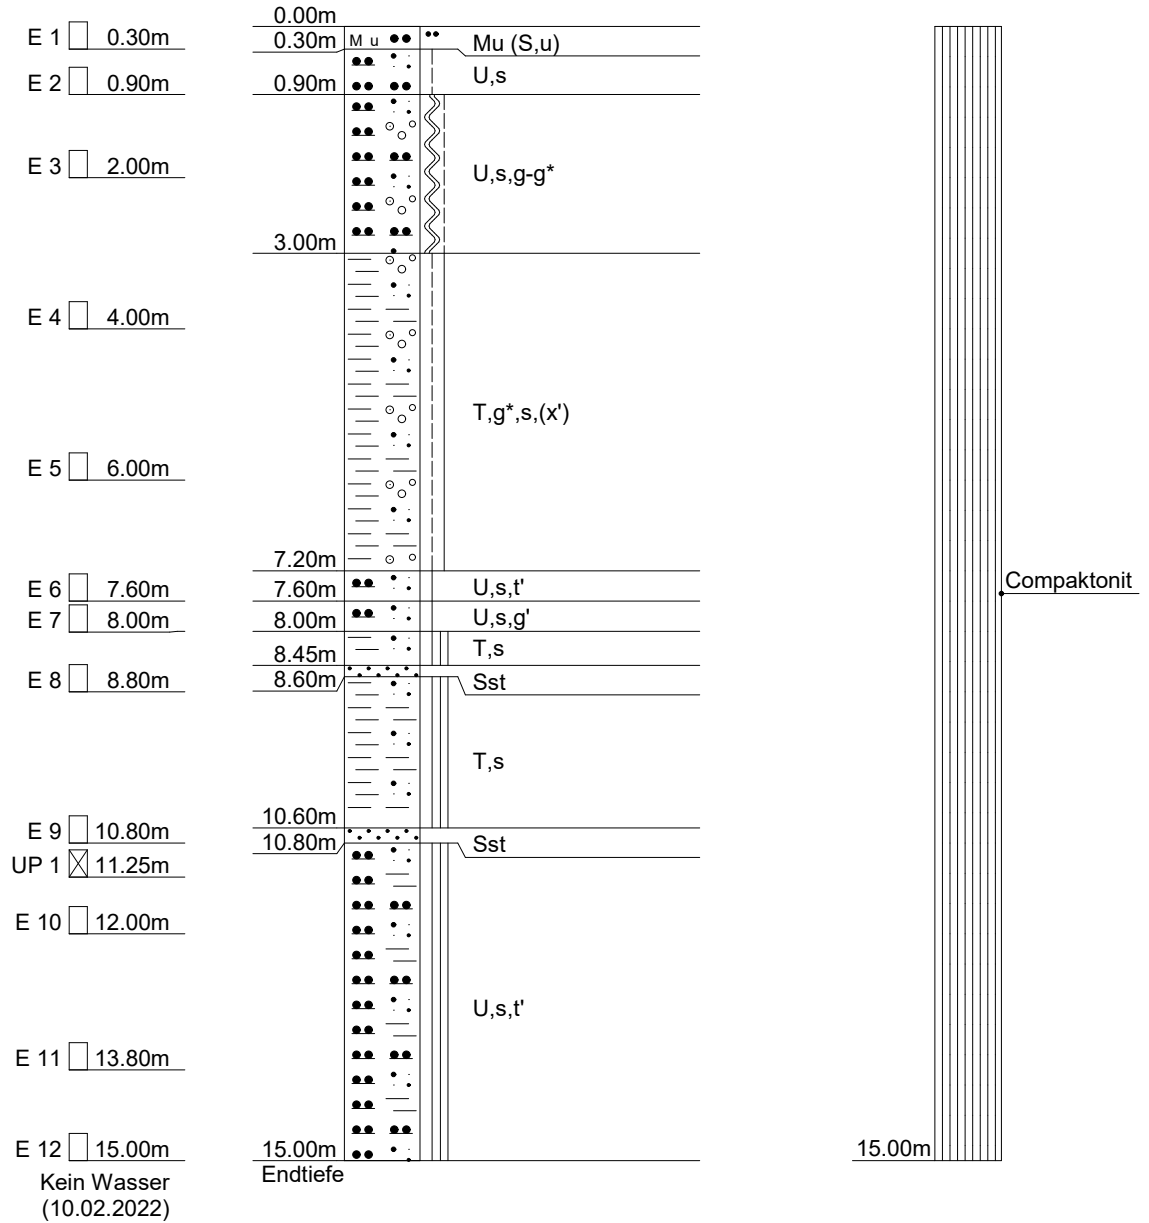 0.00m
E 1 0.30m
0.30m
M u
Mu (S,u)
U,s
E 2 0.90m
0.90m
E 3 2.00m
U,s,g-g*
3.00m
E 4 4.00m
T,g*,s,(x')
E 5 6.00m
7.20m
E 6 7.60m
7.60m
U,s,t'
Compaktonit
E 7 8.00m
8.00m
U,s,g'
T,s
8.45m
E 8 8.80m
8.60m
Sst
T,s
10.60m
E 9 10.80m
10.80m
Sst
UP 1 11.25m
E 10 12.00m
U,s,t'
E 11 13.80m
E 12 15.00m
15.00m
15.00m
Endtiefe
Kein Wasser
(10.02.2022)